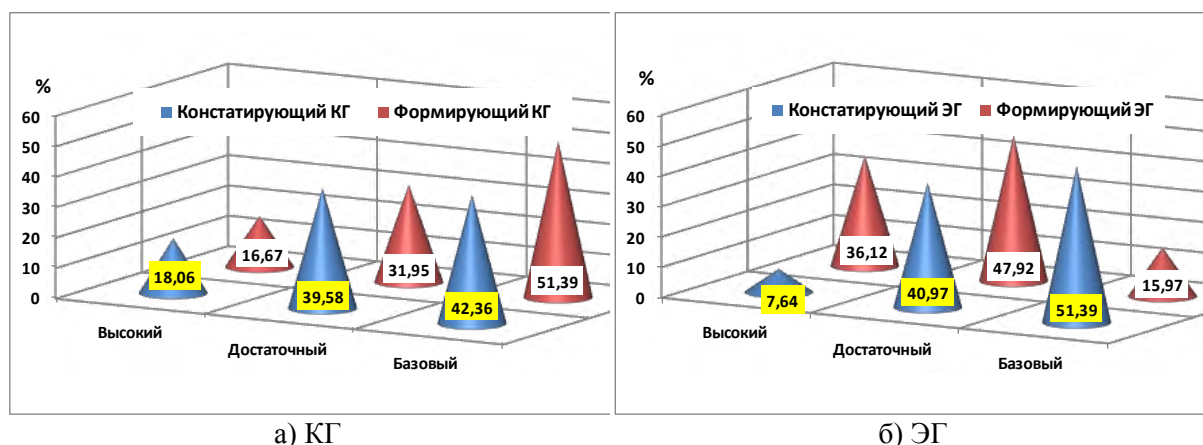 %
Констатирующий КГ Формирующий КГ
60
50
40
30
20
10
0
18,06
16,67
39,58
31,95
42,36
51,39
Высокий
Достаточный
Базовый
а) КГ
%
Констатирующий ЭГ Формирующий ЭГ
60
50
40
30
20
10
0
7,64
36,12
40,97
47,92
51,39
15,97
Высокий
Достаточный
Базовый
б) ЭГ